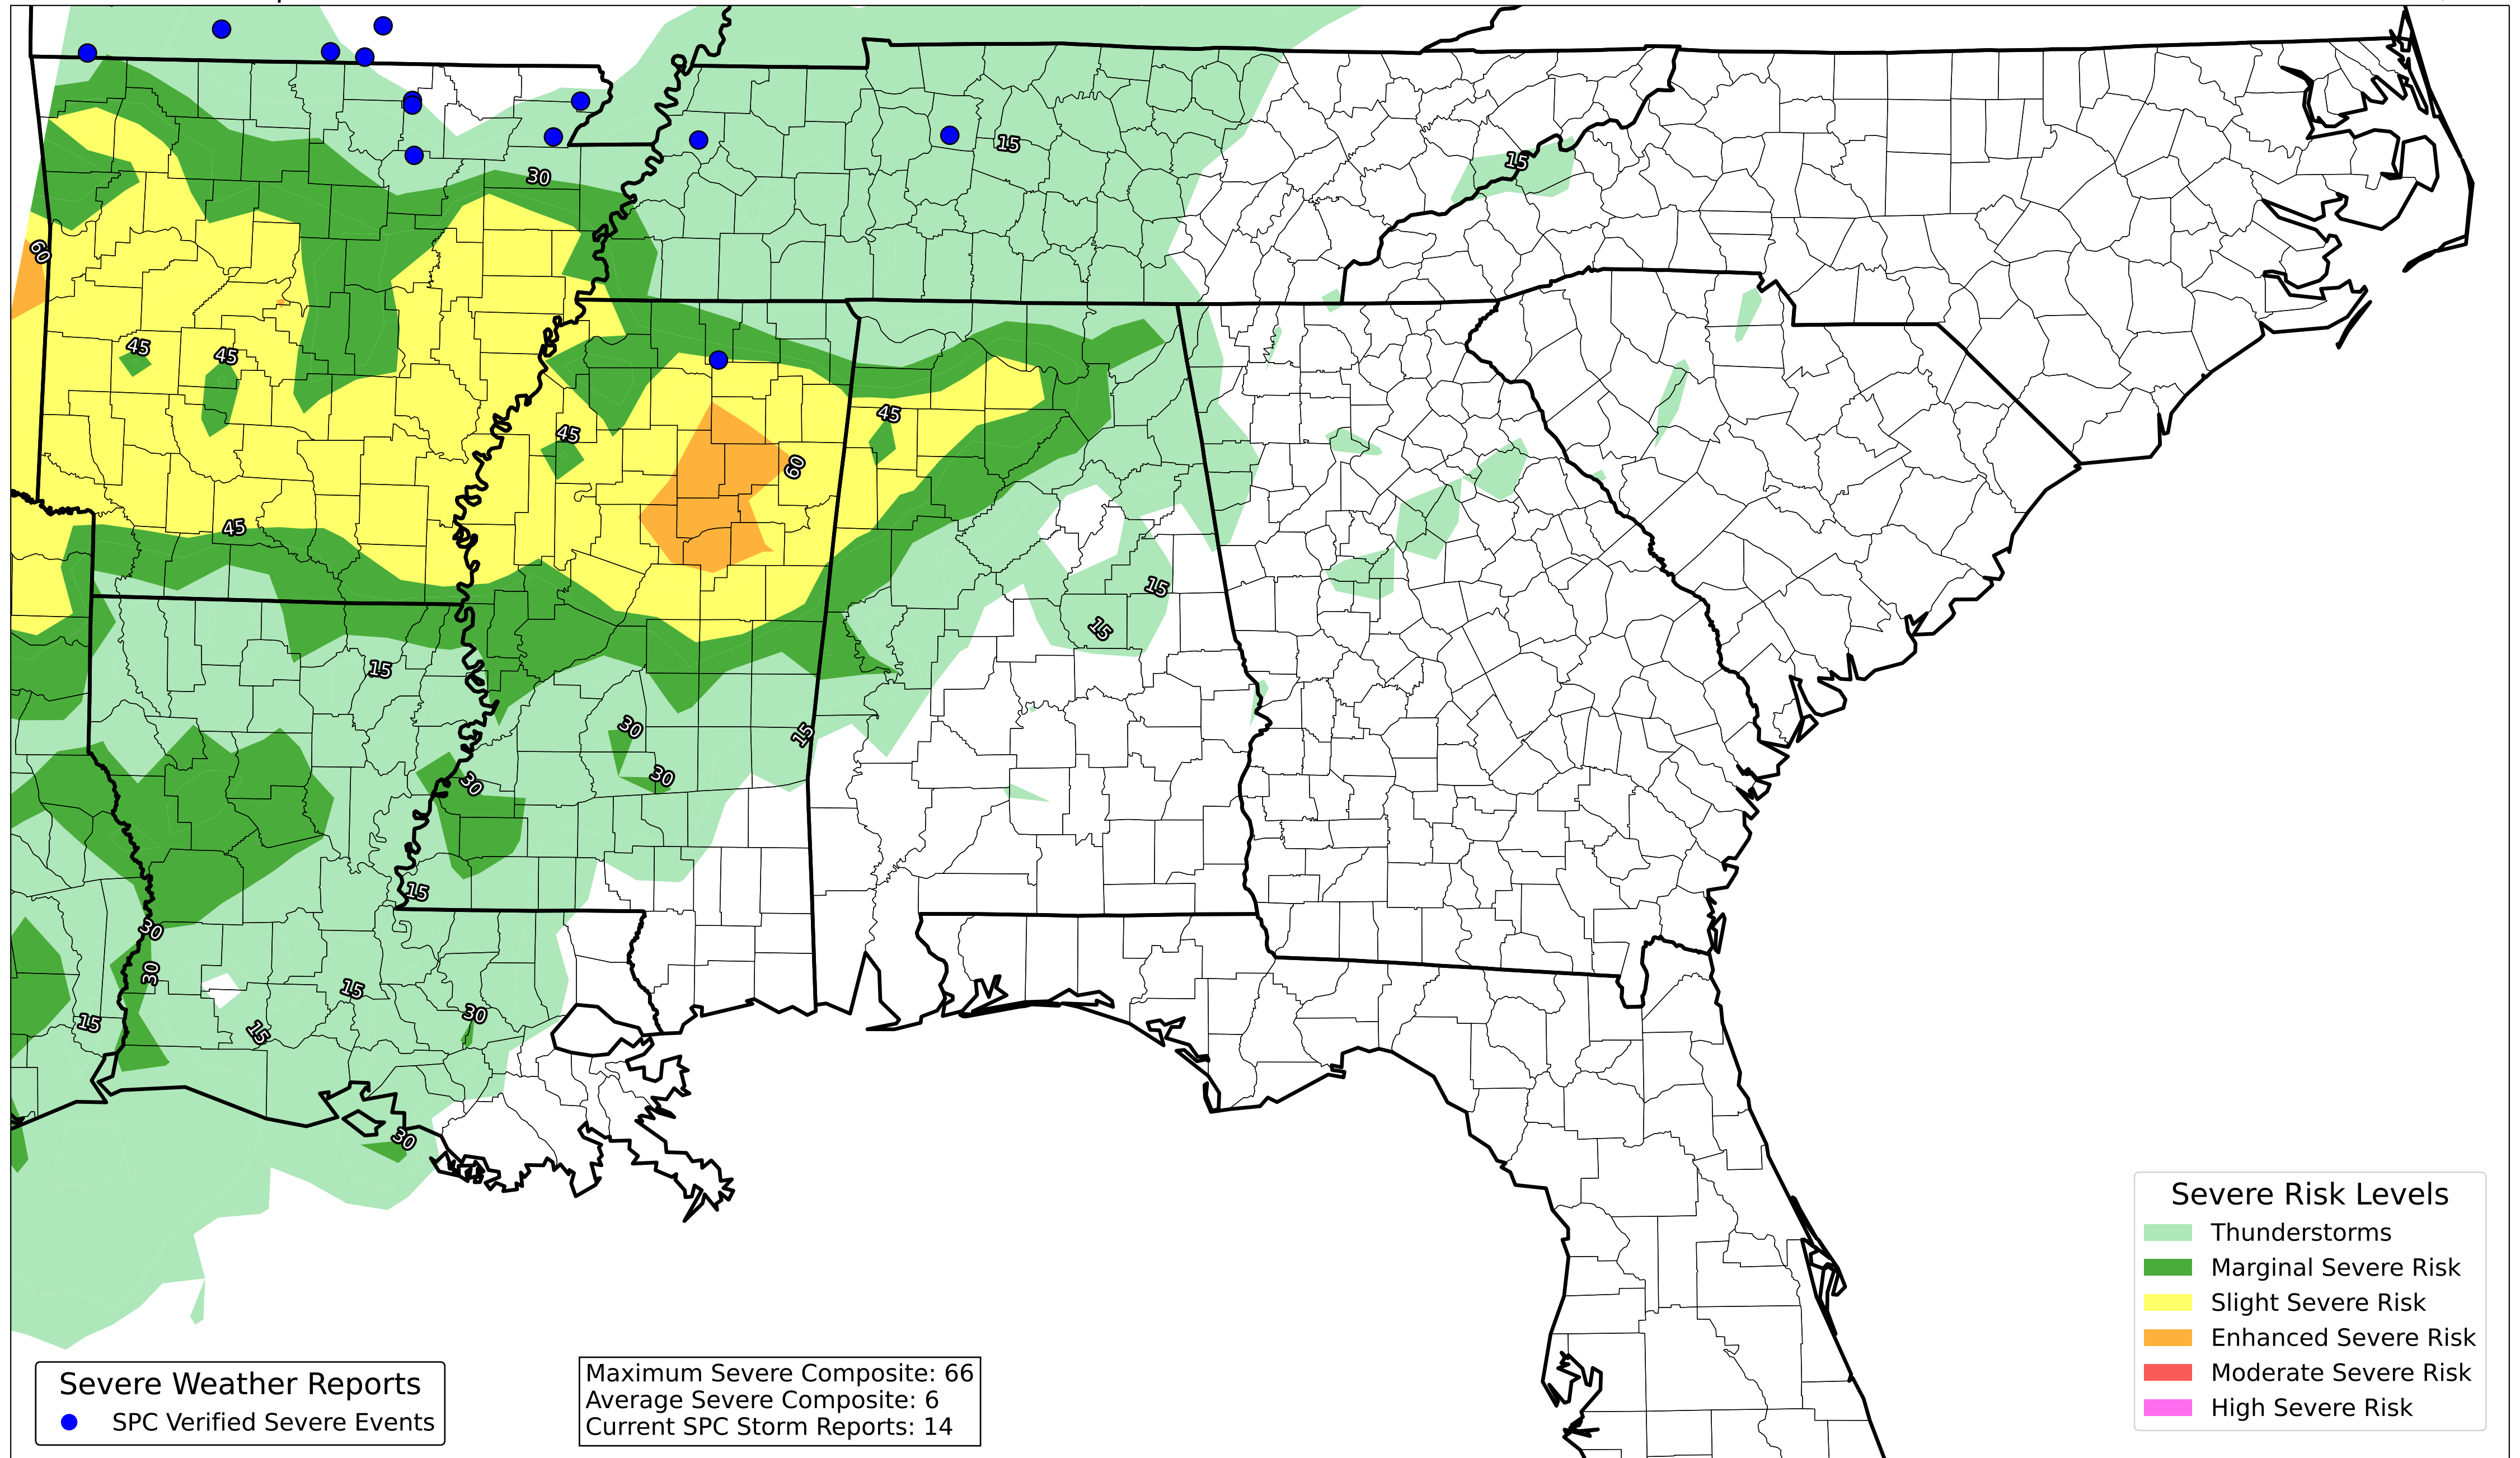 15
15
30
60
45
45
45
45
60
45
15
15
15
30
15
30
30
15
30
30
15
30
15
15
30
Severe Risk Levels
Thunderstorms
Marginal Severe Risk
Slight Severe Risk
Enhanced Severe Risk
Moderate Severe Risk
High Severe Risk
Severe Weather Reports
SPC Verified Severe Events
Maximum Severe Composite: 66
Average Severe Composite: 6
Current SPC Storm Reports: 14